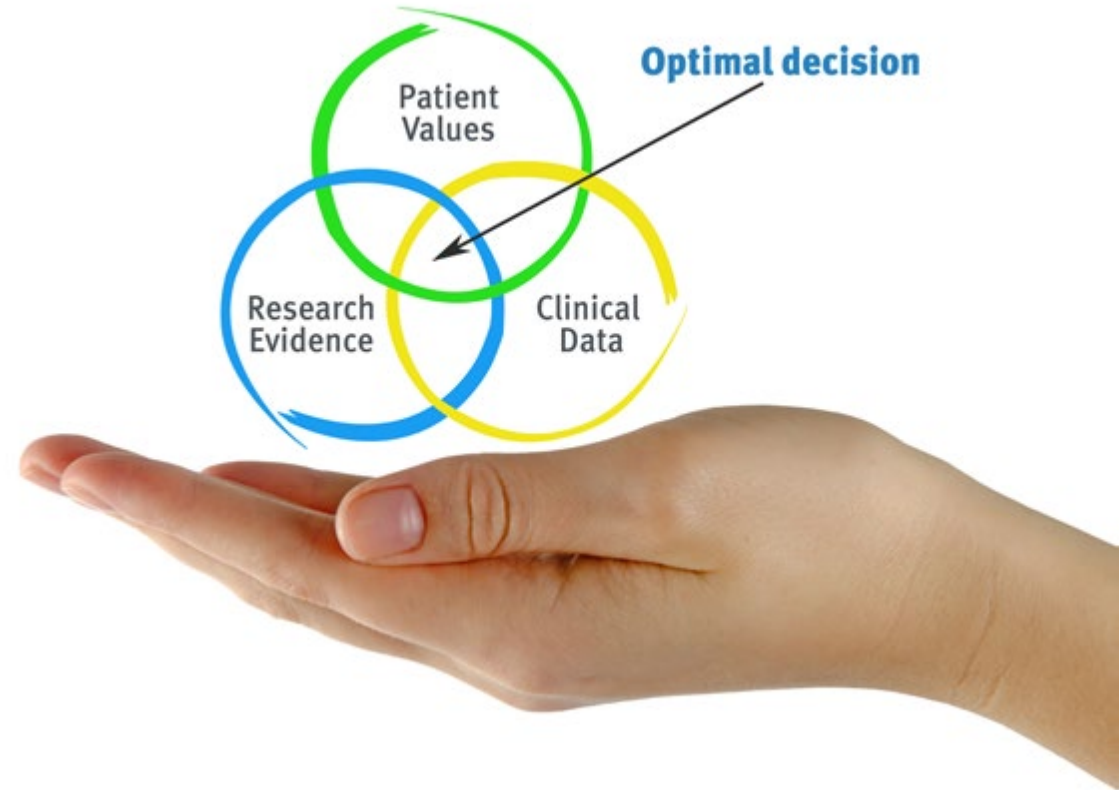 Optimal decision
Patient
Values
Research
Evidence
Clinical
Data